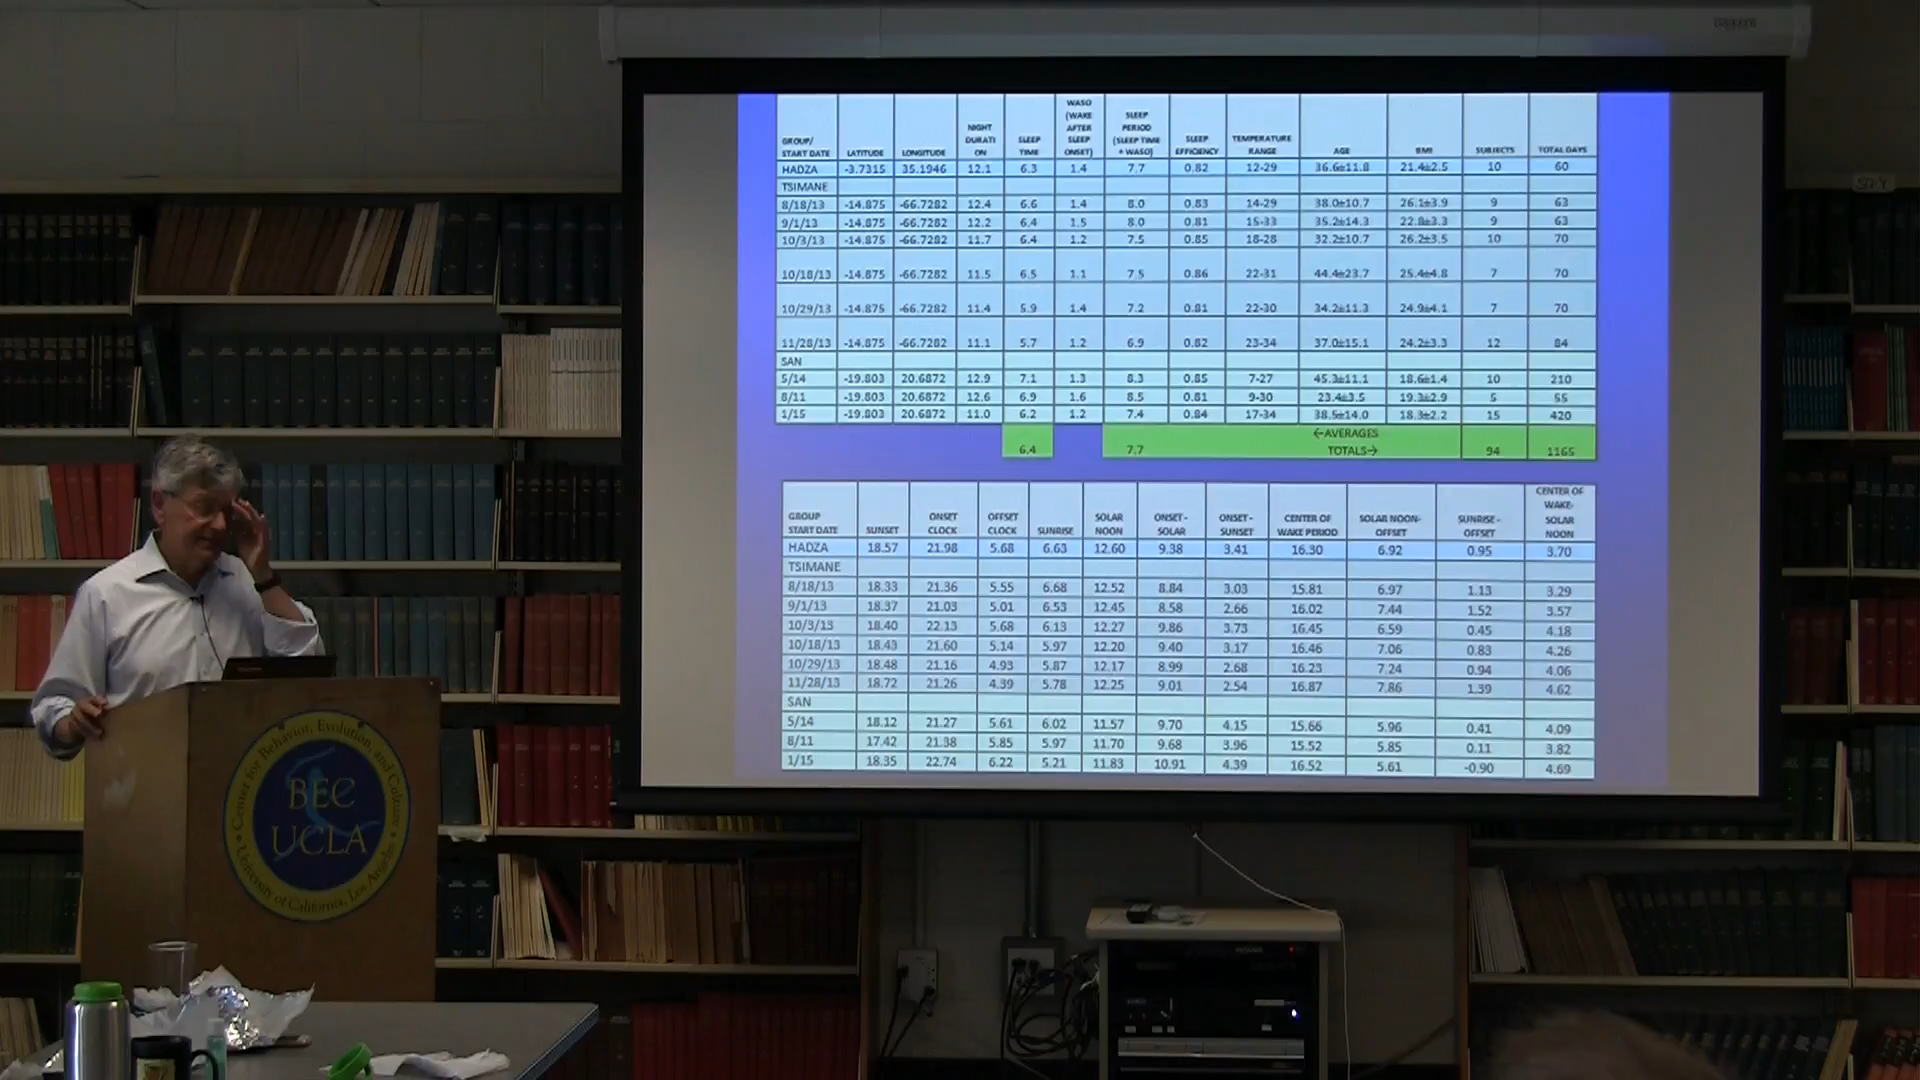 GROUP/ START DATE LATITUDE LONGITUDE NIGHT DURATI ON SLEEP TIME WASO (WAKE AFTER SLEEP ONSET) SLEEP PERIOD (SLEEP TIME + WASO) SLEEP EFFICIENCY TEMPERATURE RANGE AGE BMI SUBJECTS TOTAL DAYS
HADZA -3.7315 35.1946 12.1 6.3 1.4 7.7 0.82 12-29 36.6±11.8 21.4±2.5 10 60
TSIMANE
8/18/13 -14.875 -66.7282 12.4 6.6 1.4 8.0 0.83 14-29 38.0±10.7 26.1±3.9 9 63
9/1/13 -14.875 -66.7282 12.2 6.4 1.5 8.0 0.81 15-33 35.2±14.3 22.8±3.3 9 63
10/3/13 -14.875 -66.7282 11.7 6.4 1.2 7.5 0.85 18-28 32.2±10.7 26.2±3.5 10 70
10/18/13 -14.875 -66.7282 11.5 6.5 1.1 7.5 0.86 22-31 44.4±23.7 25.4±4.8 7 70
10/29/13 -14.875 -66.7282 11.4 5.9 1.4 7.2 0.81 22-30 34.2±11.3 24.9±4.1 7 70
11/28/13 -14.875 -66.7282 11.1 5.7 1.2 6.9 0.82 23-34 37.0±15.1 24.2±3.3 12 84
SAN
5/14 -19.803 20.6872 12.9 7.1 1.3 8.3 0.85 7-27 45.3±11.1 18.6±1.4 10 210
8/11 -19.803 20.6872 12.6 6.9 1.6 8.5 0.81 9-30 23.4±3.5 19.3±2.9 5 55
1/15 -19.803 20.6872 11.0 6.2 1.2 7.4 0.84 17-34 38.5±14.0 18.3±2.2 15 420
←AVERAGES
6.4 7.7 TOTALS→ 94 1165
GROUP START DATE SUNSET ONSET CLOCK OFFSET CLOCK SUNRISE SOLAR NOON ONSET - SOLAR ONSET - SUNSET CENTER OF WAKE PERIOD SOLAR NOON- OFFSET SUNRISE - OFFSET CENTER OF WAKE- SOLAR NOON
HADZA 18.57 21.98 5.68 6.63 12.60 9.38 3.41 16.30 6.92 0.95 3.70
TSIMANE
8/18/13 18.33 21.36 5.55 6.68 12.52 8.84 3.03 15.81 6.97 1.13 3.29
9/1/13 18.37 21.03 5.01 6.53 12.45 8.58 2.66 16.02 7.44 1.52 3.57
10/3/13 18.40 22.13 5.68 6.13 12.27 9.86 3.73 16.45 6.59 0.45 4.18
10/18/13 18.43 21.60 5.14 5.97 12.20 9.40 3.17 16.46 7.06 0.83 4.26
10/29/13 18.48 21.16 4.93 5.87 12.17 8.99 2.68 16.23 7.24 0.94 4.06
11/28/13 18.72 21.26 4.39 5.78 12.25 9.01 2.54 16.87 7.86 1.39 4.62
SAN
5/14 18.12 21.27 5.61 6.02 11.57 9.70 4.15 15.66 5.96 0.41 4.09
8/11 17.42 21.38 5.85 5.97 11.70 9.68 3.96 15.52 5.85 0.11 3.82
1/15 18.35 22.74 6.22 5.21 11.83 10.91 4.39 16.52 5.61 -0.90 4.69
Center for Behavior, Evolution, and Culture
BEC
UCLA
University of California, Los Angeles